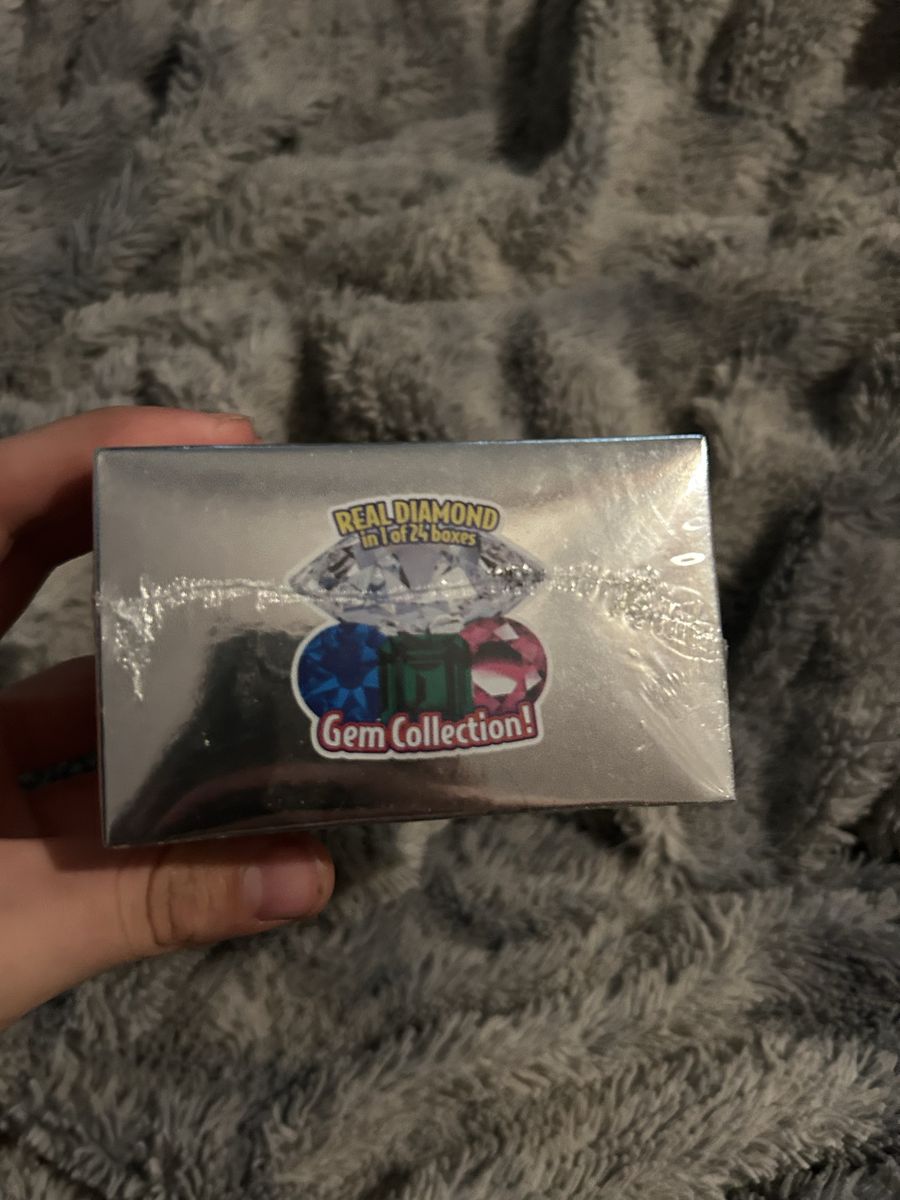 REAL DIAMOND
in 1 of 24 boxes
Gem Collection!